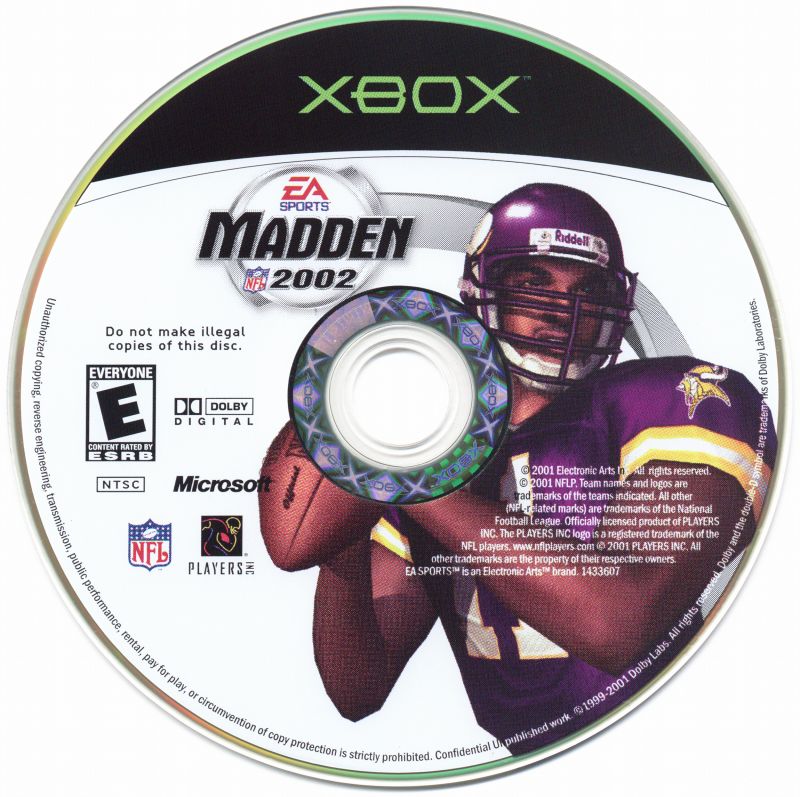 XBOX™
EA
SPORTS™
MADDEN
NFL 2002
Do not make illegal
copies of this disc.
EVERYONE
E®
CONTENT RATED BY
ESRB
DOLBY
DIGITAL
NTSC
Microsoft
NFL
PLAYERS INC
Riddell
XBOX
© 2001 Electronic Arts In. All rights reserved.
© 2001 NFLP. Team names and logos are
trademarks of the teams indicated. All other
(NFL-related marks) are trademarks of the National
Football League. Officially licensed product of PLAYERS
INC. The PLAYERS INC logo is a registered trademark of the
NFL players. www.nflplayers.com © 2001 PLAYERS INC. All
other trademarks are the property of their respective owners.
EA SPORTS™ is an Electronic Arts™ brand. 1433607
Unauthorized copying, reverse engineering, transmission, public performance, rental, pay for play, or circumvention of copy protection is strictly prohibited. Confidential Unpublished work. © 1999-2001 Dolby Labs. All rights reserved. Dolby and the double-D symbol are trademarks of Dolby Laboratories.